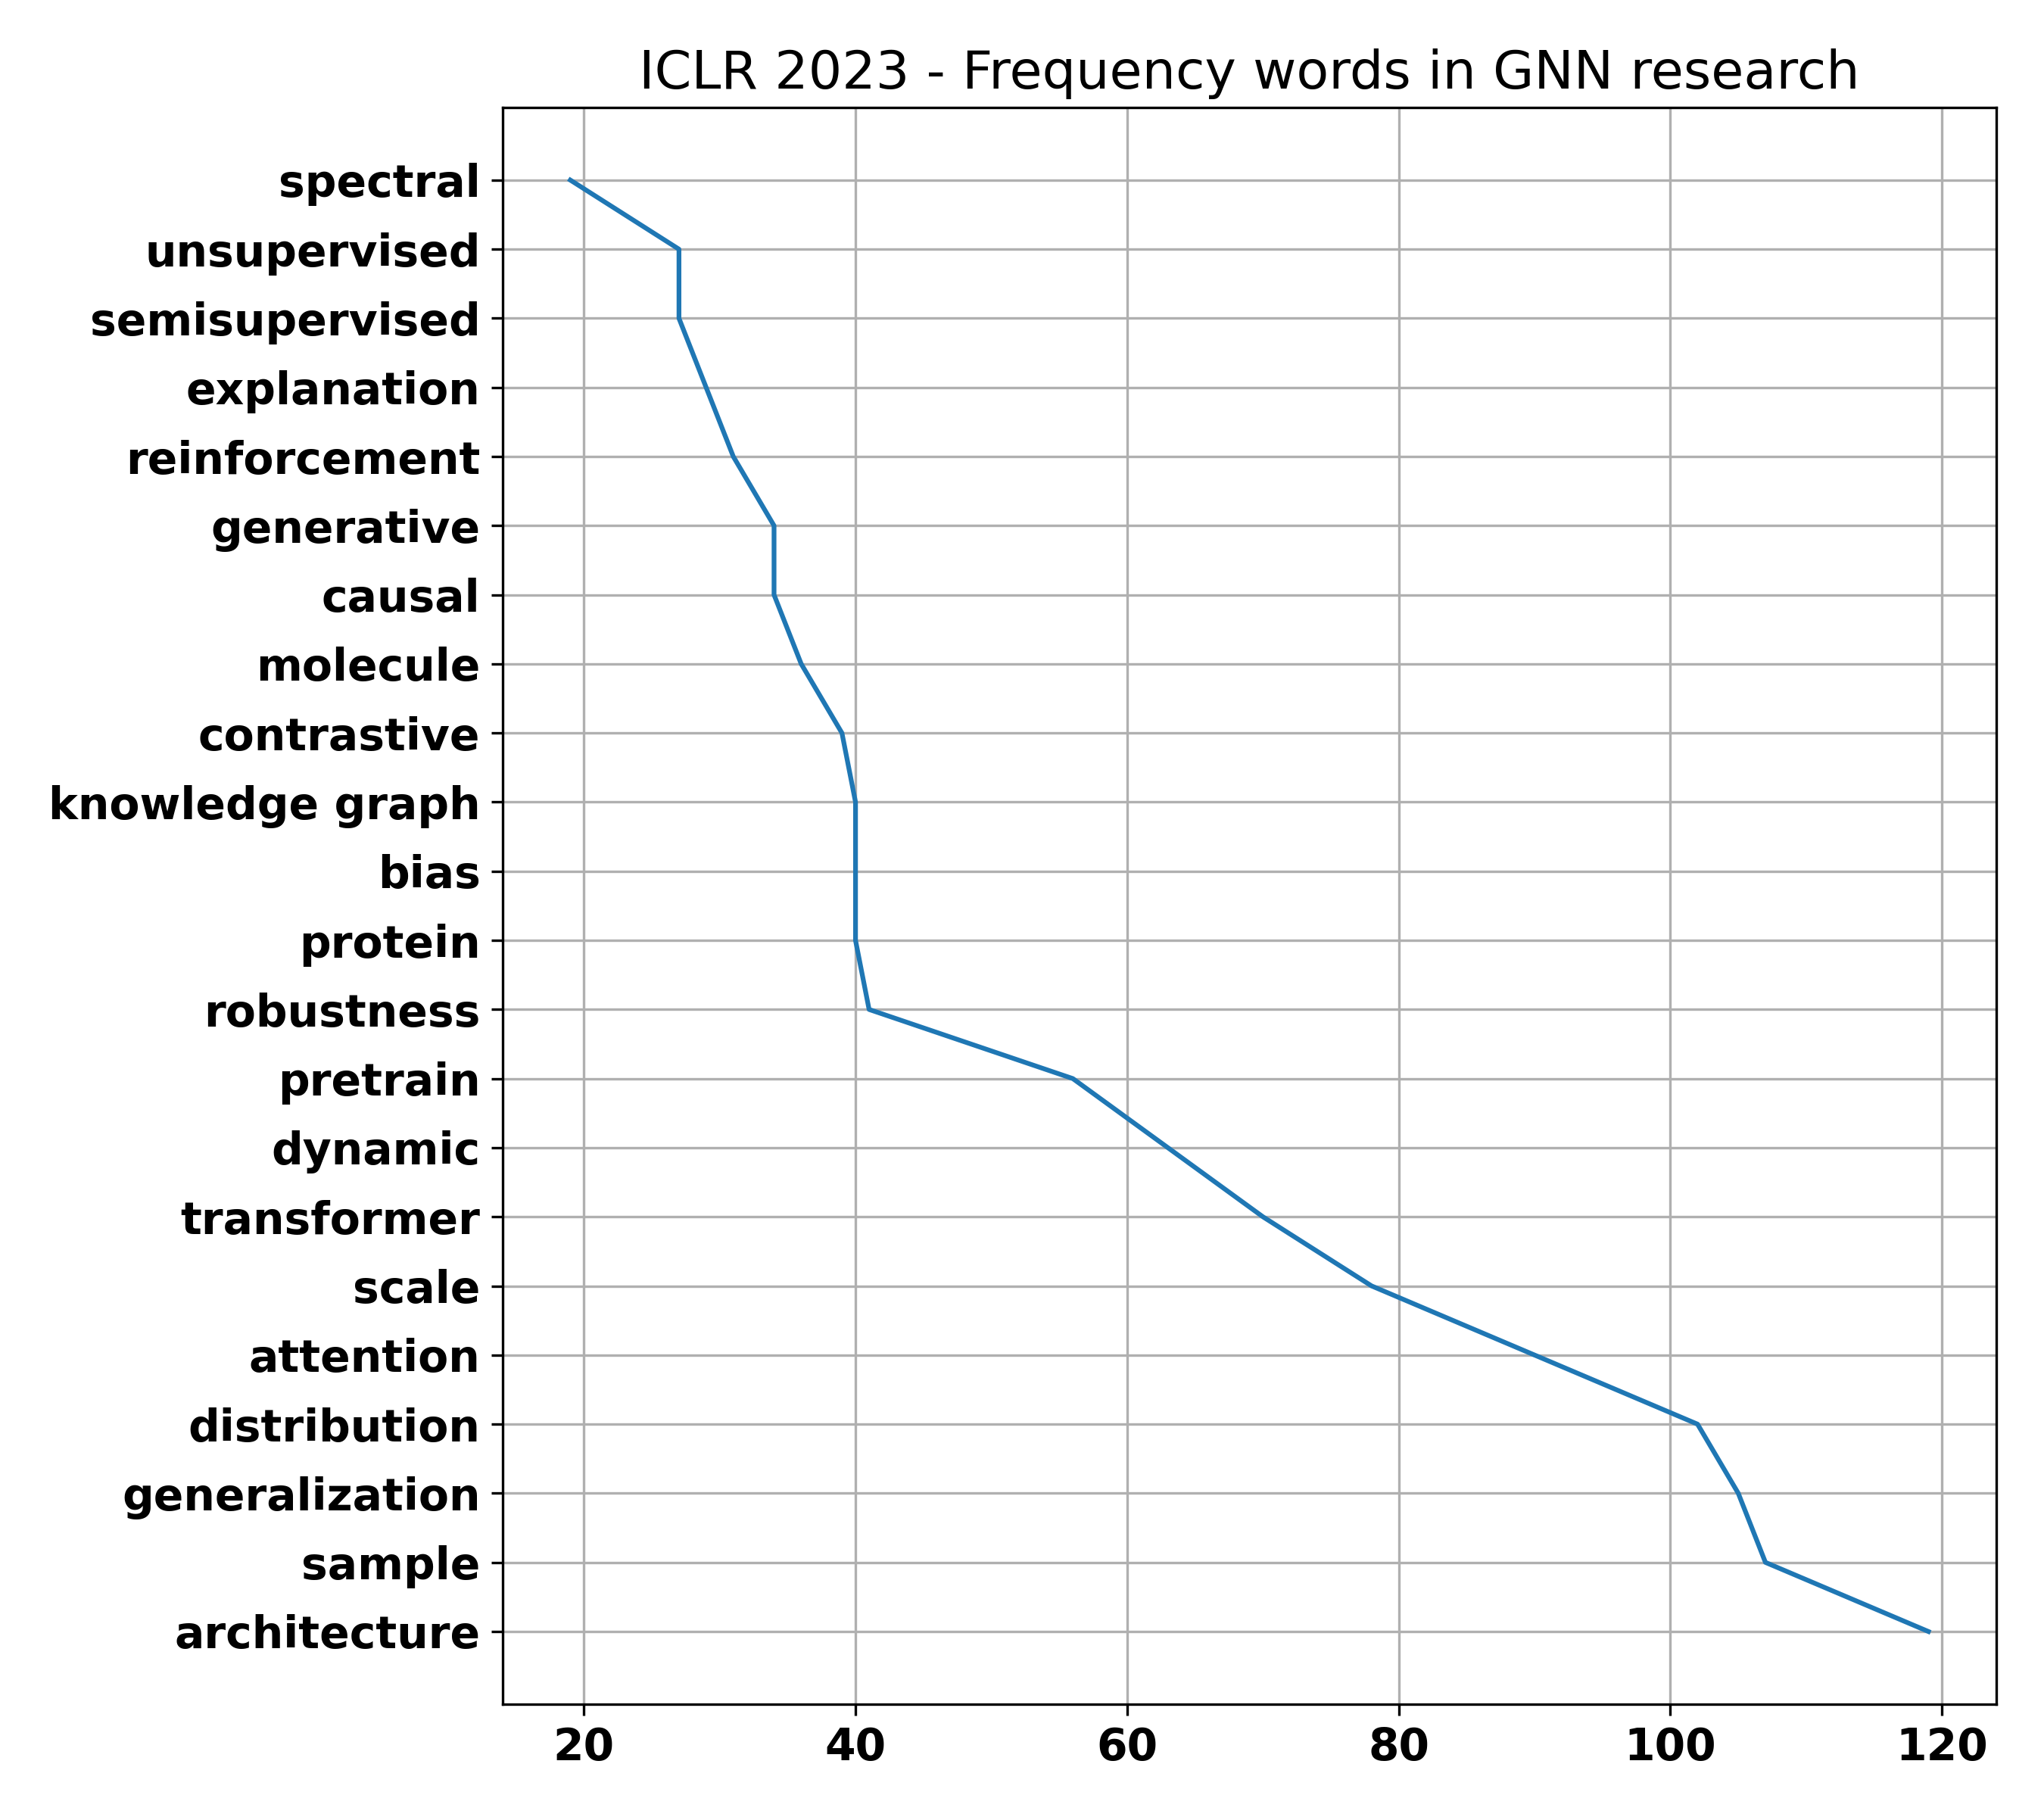 ICLR 2023 - Frequency words in GNN research
spectral
unsupervised
semisupervised
explanation
reinforcement
generative
causal
molecule
contrastive
knowledge graph
bias
protein
robustness
pretrain
dynamic
transformer
scale
attention
distribution
generalization
sample
architecture
20 40 60 80 100 120